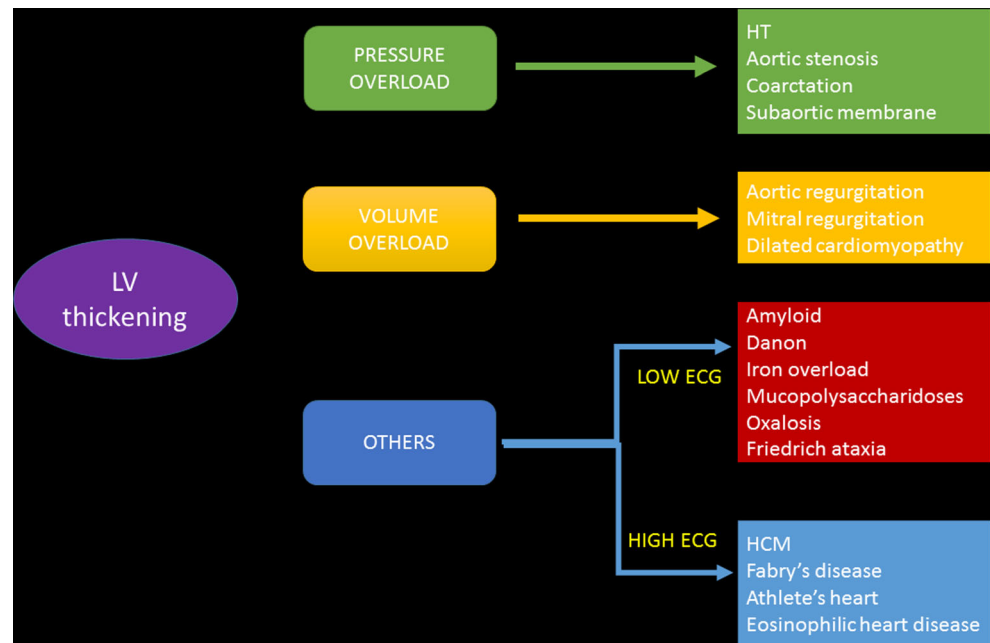 LV
thickening
PRESSURE
OVERLOAD
HT
Aortic stenosis
Coarctation
Subaortic membrane
VOLUME
OVERLOAD
Aortic regurgitation
Mitral regurgitation
Dilated cardiomyopathy
OTHERS
LOW ECG
Amyloid
Danon
Iron overload
Mucopolysaccharidoses
Oxalosis
Friedrich ataxia
HIGH ECG
HCM
Fabry's disease
Athlete's heart
Eosinophilic heart disease